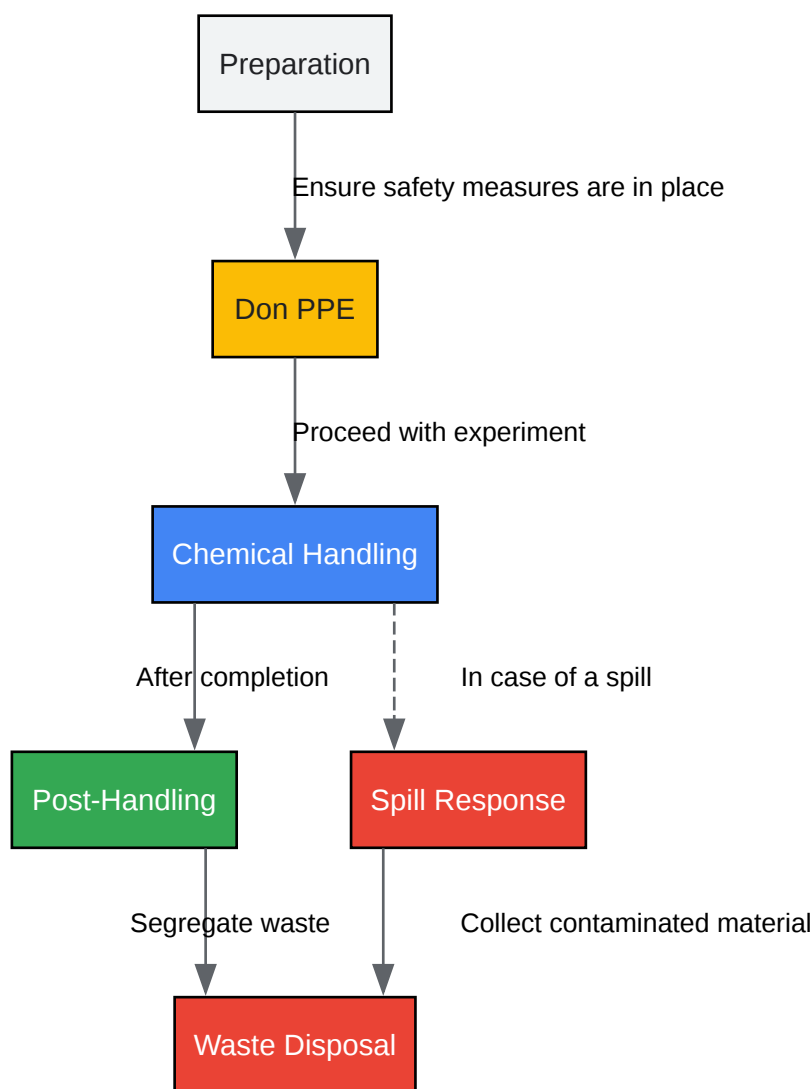 Preparation
Ensure safety measures are in place
Don PPE
Proceed with experiment
Chemical Handling
After completion
In case of a spill
Post-Handling
Spill Response
Segregate waste
Collect contaminated material
Waste Disposal